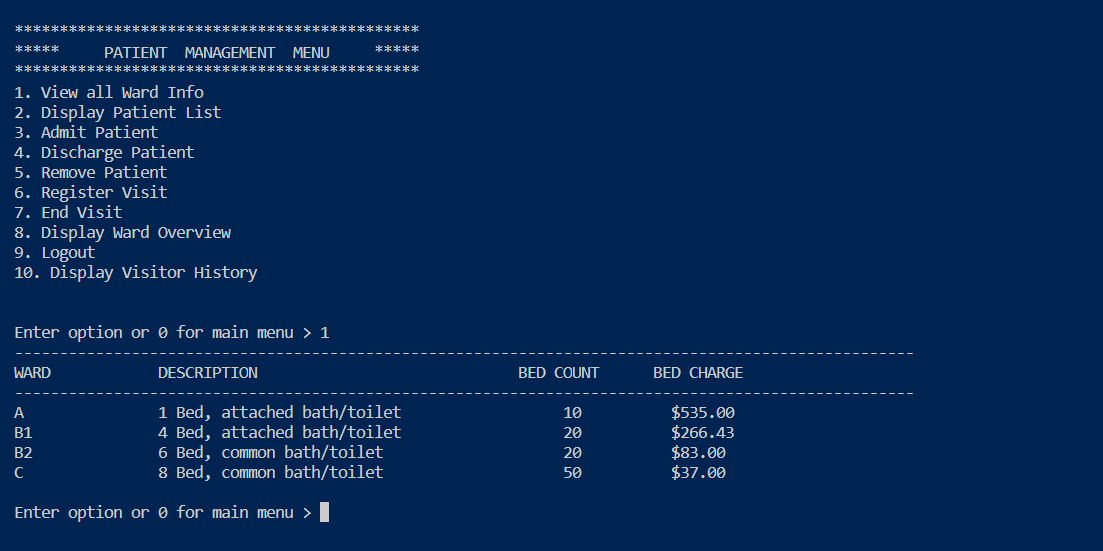 *********************************************
*****     PATIENT  MANAGEMENT  MENU     *****
*********************************************
1. View all Ward Info
2. Display Patient List
3. Admit Patient
4. Discharge Patient
5. Remove Patient
6. Register Visit
7. End Visit
8. Display Ward Overview
9. Logout
10. Display Visitor History
Enter option or 0 for main menu > 1
----------------------------------------------------------------------------------------------------
WARD            DESCRIPTION                             BED COUNT      BED CHARGE
----------------------------------------------------------------------------------------------------
A               1 Bed, attached bath/toilet                  10          $535.00
B1              4 Bed, attached bath/toilet                  20          $266.43
B2              6 Bed, common bath/toilet                    20          $83.00
C               8 Bed, common bath/toilet                    50          $37.00
Enter option or 0 for main menu >